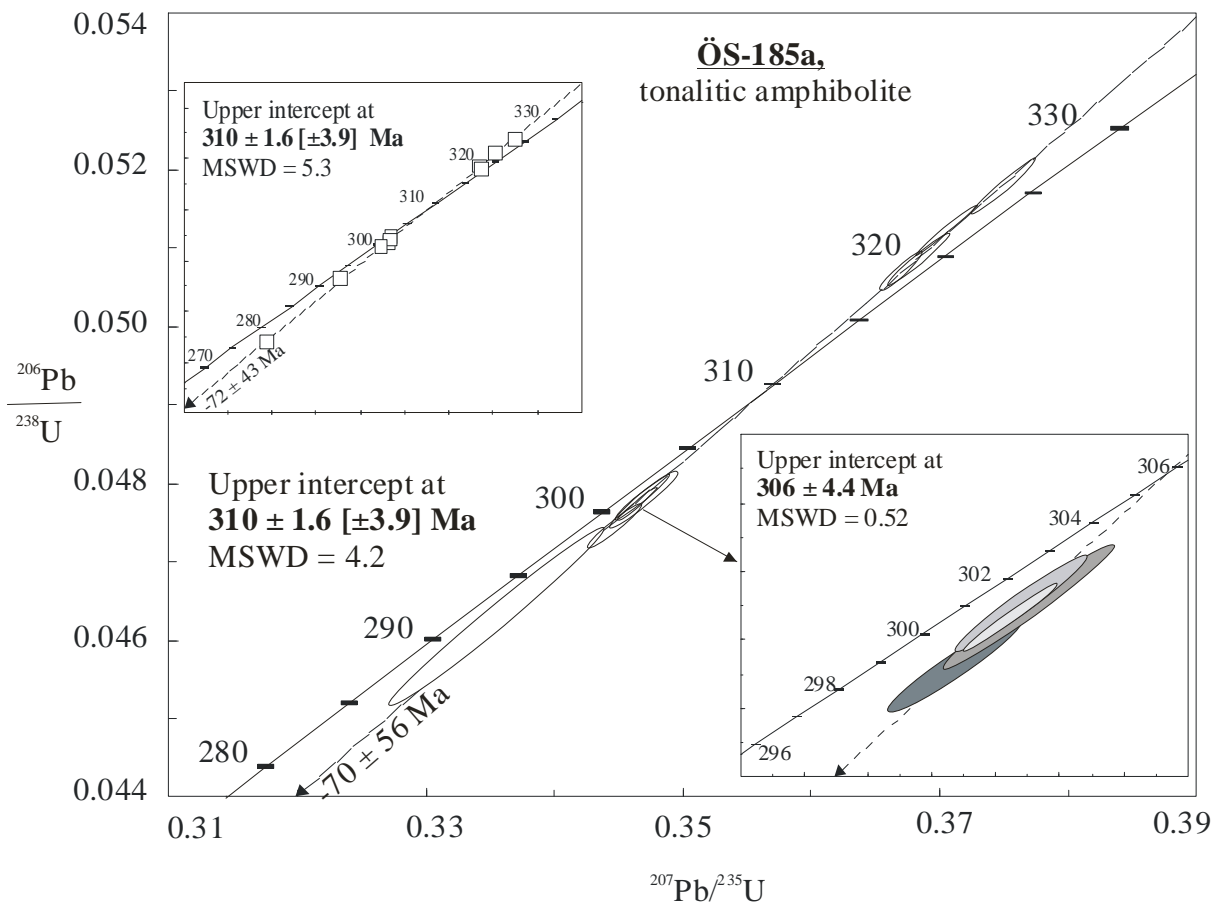 ÖS-185a,
tonalitic amphibolite
0.054
0.052
0.050
0.048
0.046
0.044
206Pb
238U
0.31
0.33
0.35
0.37
0.39
207Pb/235U
330
320
310
300
290
280
-70 ± 56 Ma
Upper intercept at
310 ± 1.6 [±3.9] Ma
MSWD = 4.2
Upper intercept at
310 ± 1.6 [±3.9] Ma
MSWD = 5.3
330
320
310
300
290
280
270
-72 ± 43 Ma
Upper intercept at
306 ± 4.4 Ma
MSWD = 0.52
306
304
302
300
298
296